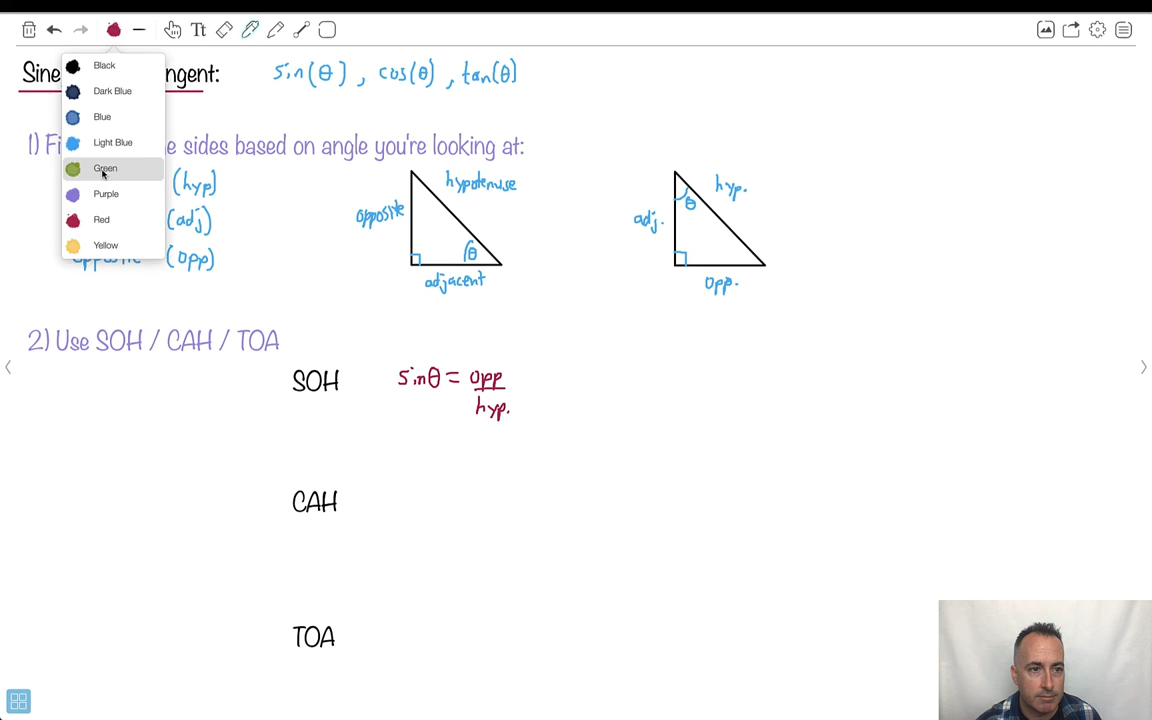 Tt
Black
Dark Blue
Blue
Light Blue
Green
Purple
Red
Yellow
Sine ngent: sin(θ), cos(θ), tan(θ)
1) Fi e sides based on angle you're looking at:
(hyp)
(adj)
opposite (opp)
hypotenuse
opposite
θ
adjacent
hyp.
θ
adj.
opp.
2) Use SOH / CAH / TOA
SOH sinθ = opp
hyp.
CAH
TOA